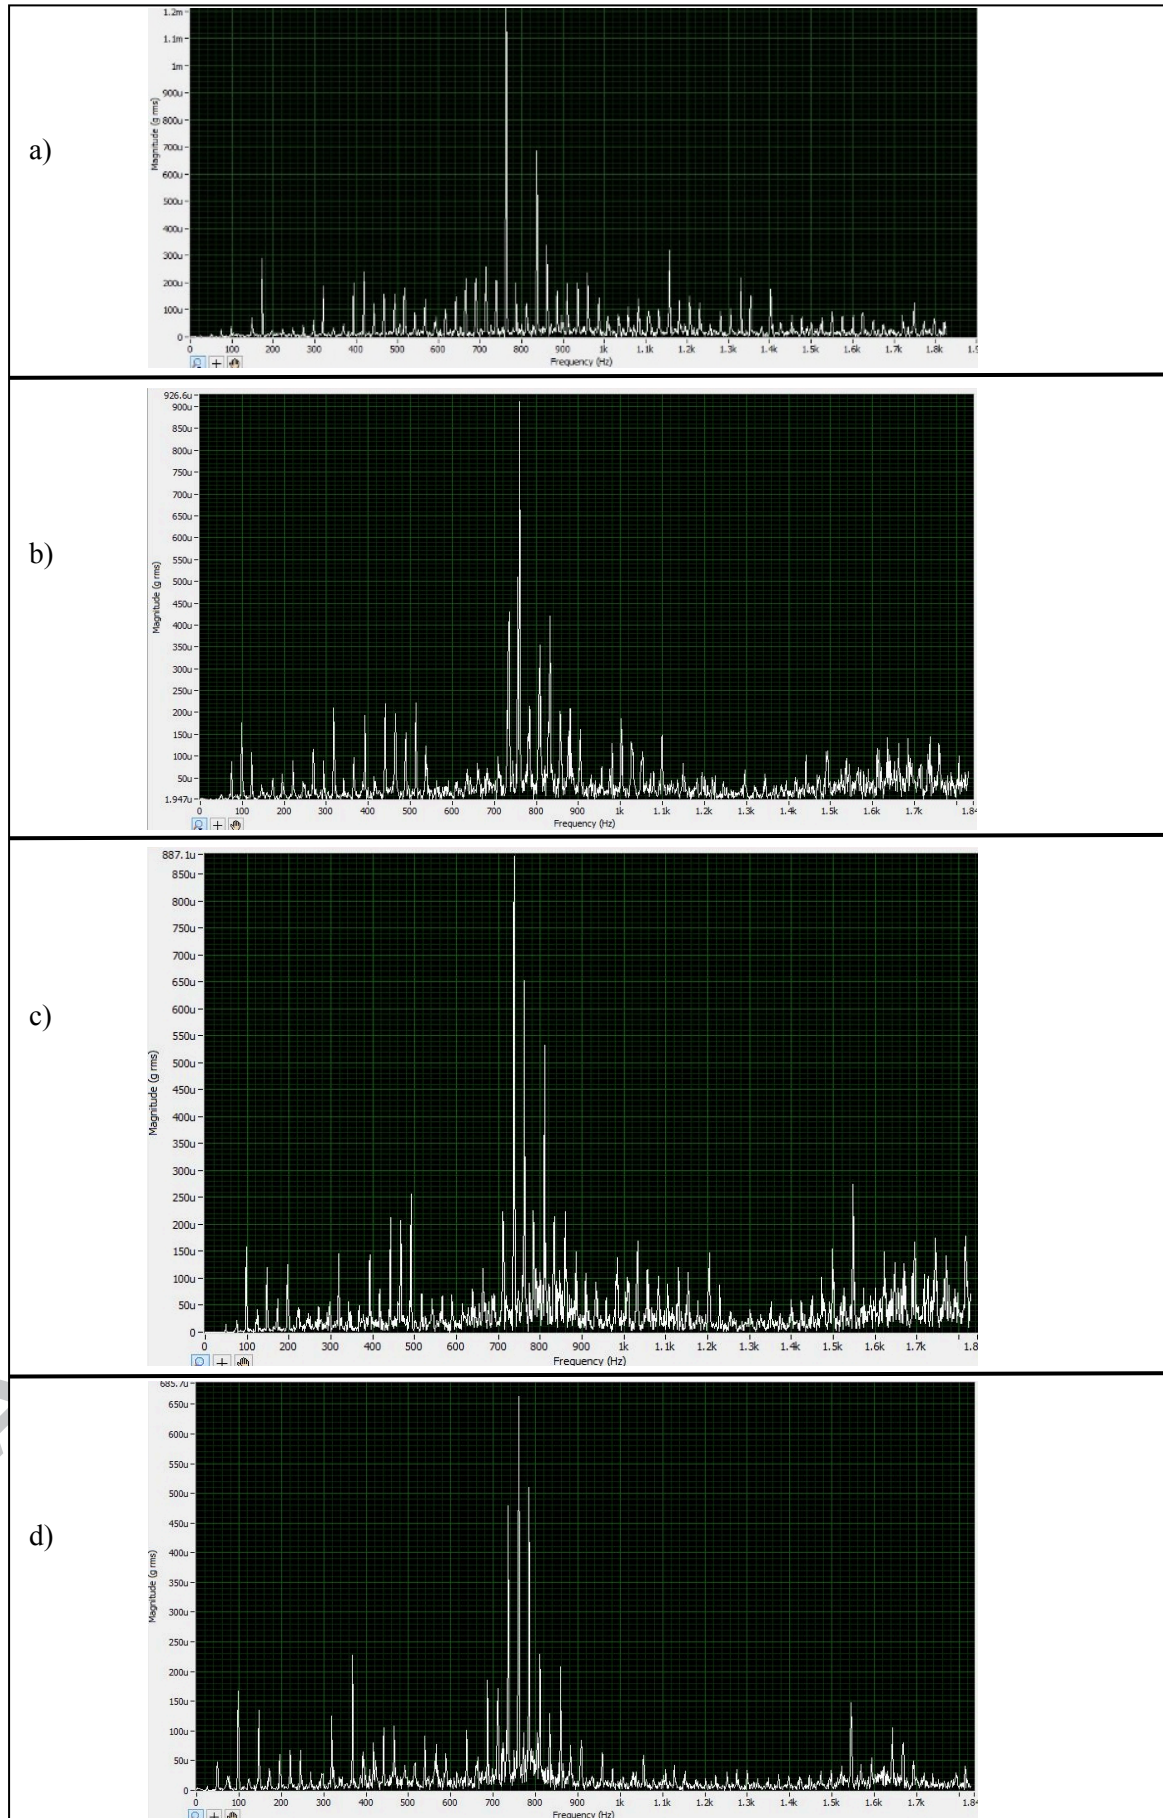 a)
1.2m
1.1m
1m
900u
800u
700u
600u
500u
400u
300u
200u
100u
0
Magnitude (g rms)
0 100 200 300 400 500 600 700 800 900 1k 1.1k 1.2k 1.3k 1.4k 1.5k 1.6k 1.7k 1.8k 1.9
Frequency (Hz)
b)
926.6u
900u
850u
800u
750u
700u
650u
600u
550u
500u
450u
400u
350u
300u
250u
200u
150u
100u
50u
1.947u
Magnitude (g rms)
0 100 200 300 400 500 600 700 800 900 1k 1.1k 1.2k 1.3k 1.4k 1.5k 1.6k 1.7k 1.84
Frequency (Hz)
c)
887.1u
850u
800u
750u
700u
650u
600u
550u
500u
450u
400u
350u
300u
250u
200u
150u
100u
50u
0
Magnitude (g rms)
0 100 200 300 400 500 600 700 800 900 1k 1.1k 1.2k 1.3k 1.4k 1.5k 1.6k 1.7k 1.8
Frequency (Hz)
d)
685.7u
650u
600u
550u
500u
450u
400u
350u
300u
250u
200u
150u
100u
50u
0
Magnitude (g rms)
0 100 200 300 400 500 600 700 800 900 1k 1.1k 1.2k 1.3k 1.4k 1.5k 1.6k 1.7k 1.84
Frequency (Hz)